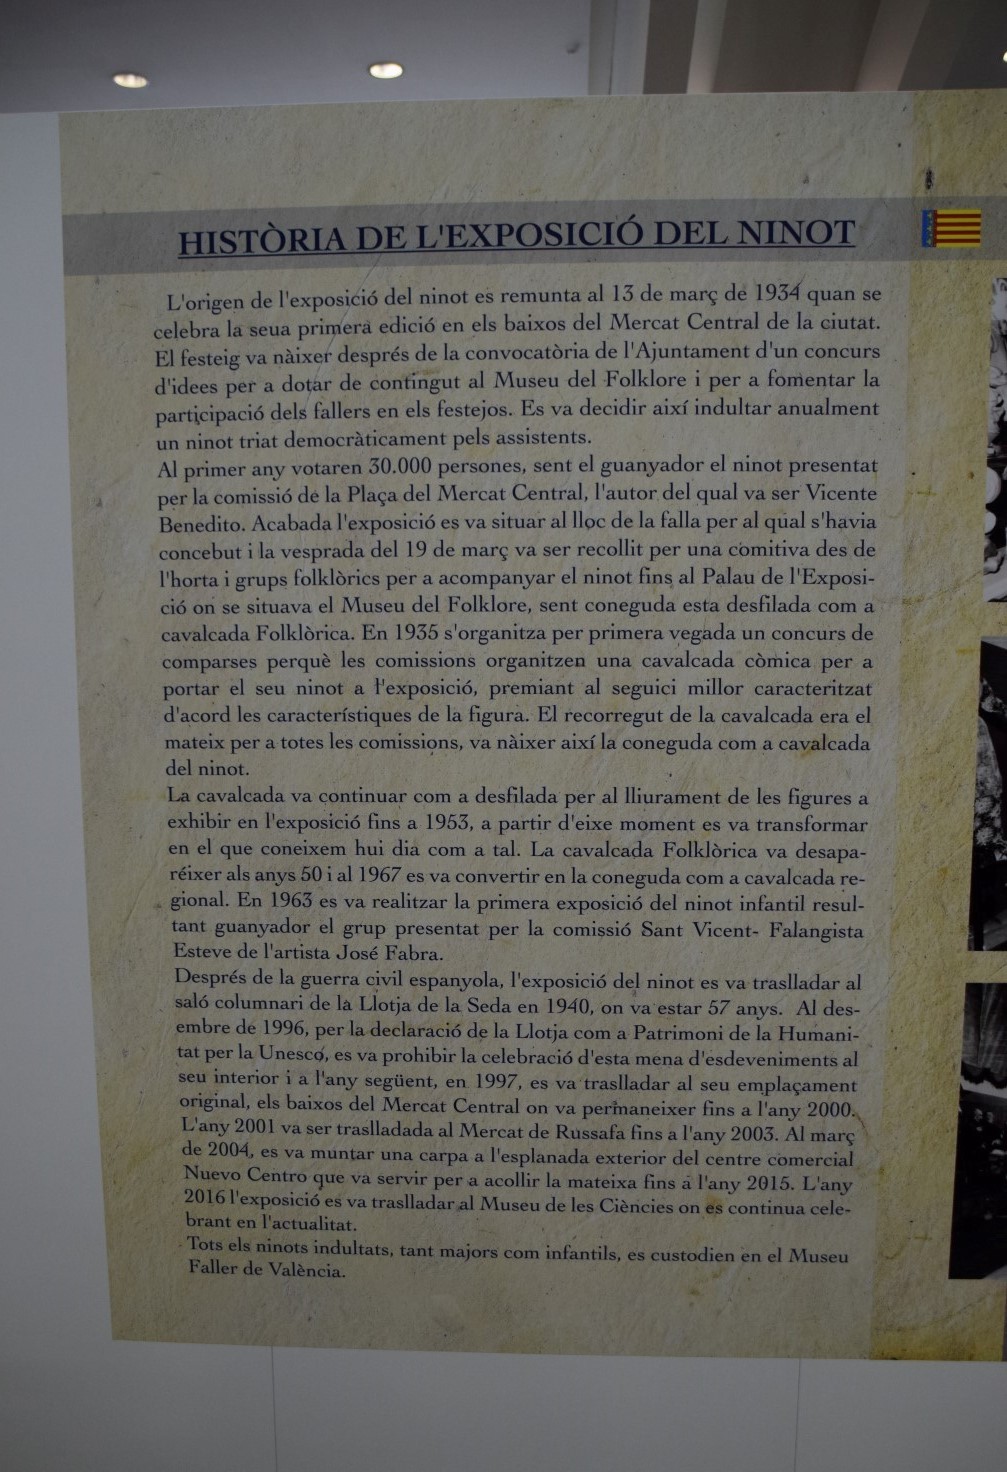 HISTÒRIA DE L'EXPOSICIÓ DEL NINOT
L'origen de l'exposició del ninot es remunta al 13 de març de 1934 quan se
celebra la seua primera edició en els baixos del Mercat Central de la ciutat.
El festeig va nàixer després de la convocatòria de l'Ajuntament d'un concurs
d'idees per a dotar de contingut al Museu del Folklore i per a fomentar la
participació dels fallers en els festejos. Es va decidir així indultar anualment
un ninot triat democràticament pels assistents.
Al primer any votaren 30.000 persones, sent el guanyador el ninot presentat
per la comissió de la Plaça del Mercat Central, l'autor del qual va ser Vicente
Benedito. Acabada l'exposició es va situar al lloc de la falla per al qual s'havia
concebut i la vesprada del 19 de març va ser recollit per una comitiva des de
l'horta i grups folklòrics per a acompanyar el ninot fins al Palau de l'Exposi-
ció on se situava el Museu del Folklore, sent coneguda esta desfilada com a
cavalcada Folklòrica. En 1935 s'organitza per primera vegada un concurs de
comparses perquè les comissions organitzen una cavalcada còmica per a
portar el seu ninot a l'exposició, premiant al seguici millor caracteritzat
d'acord les característiques de la figura. El recorregut de la cavalcada era el
mateix per a totes les comissions, va nàixer així la coneguda com a cavalcada
del ninot.
La cavalcada va continuar com a desfilada per al lliurament de les figures a
exhibir en l'exposició fins a 1953, a partir d'eixe moment es va transformar
en el que coneixem hui dia com a tal. La cavalcada Folklòrica va desapa-
réixer als anys 50 i al 1967 es va convertir en la coneguda com a cavalcada re-
gional. En 1963 es va realitzar la primera exposició del ninot infantil resul-
tant guanyador el grup presentat per la comissió Sant Vicent- Falangista
Esteve de l'artista José Fabra.
Després de la guerra civil espanyola, l'exposició del ninot es va traslladar al
saló columnari de la Llotja de la Seda en 1940, on va estar 57 anys. Al des-
embre de 1996, per la declaració de la Llotja com a Patrimoni de la Humani-
tat per la Unesco, es va prohibir la celebració d'esta mena d'esdeveniments al
seu interior i a l'any següent, en 1997, es va traslladar al seu emplaçament
original, els baixos del Mercat Central on va permaneixer fins a l'any 2000.
L'any 2001 va ser traslladada al Mercat de Russafa fins a l'any 2003. Al març
de 2004, es va muntar una carpa a l'esplanada exterior del centre comercial
Nuevo Centro que va servir per a acollir la mateixa fins a l'any 2015. L'any
2016 l'exposició es va traslladar al Museu de les Ciències on es continua cele-
brant en l'actualitat.
Tots els ninots indultats, tant majors com infantils, es custodien en el Museu
Faller de València.